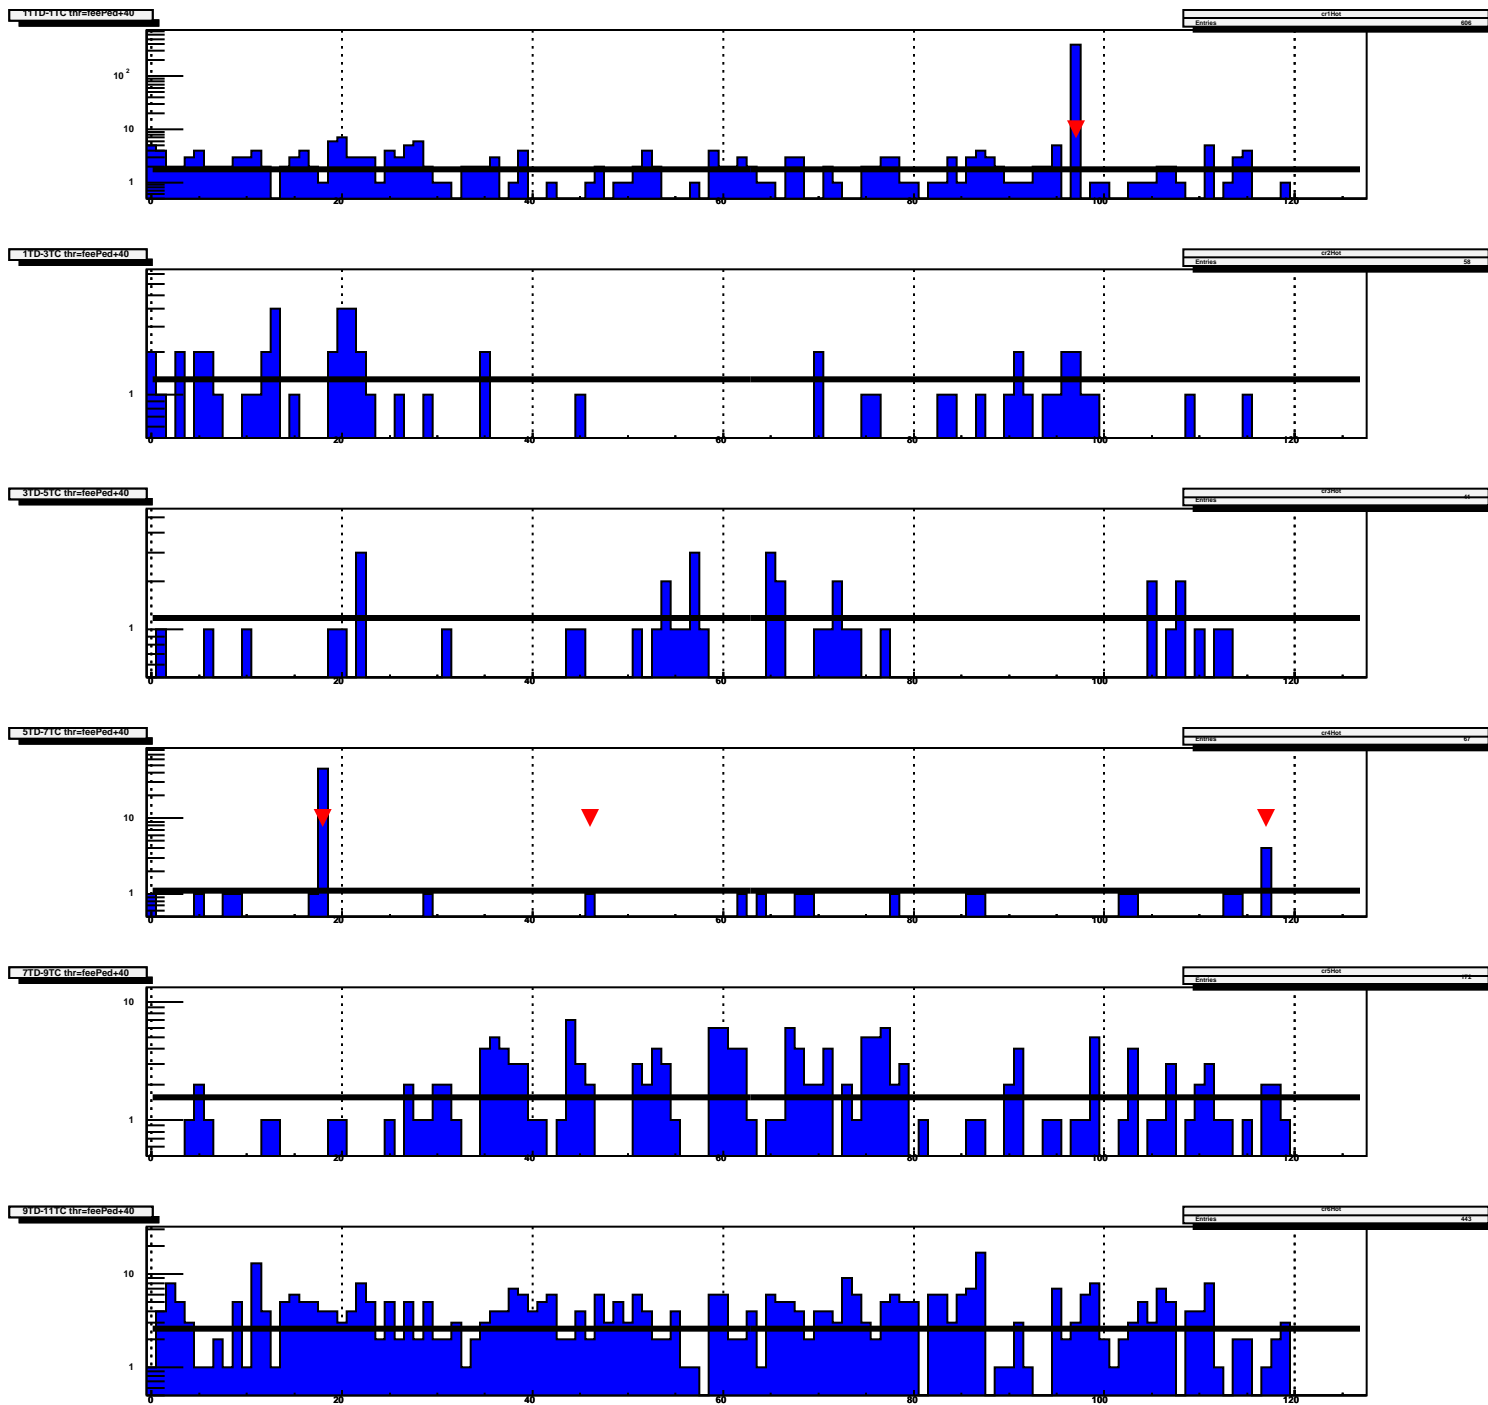 11TD-1TC thr=feePed+40
cr1Hot
Entries 606
10 2
10
1
0 20 40 60 80 100 120
1TD-3TC thr=feePed+40
cr2Hot
Entries 58
1
0 20 40 60 80 100 120
3TD-5TC thr=feePed+40
cr3Hot
Entries
1
0 20 40 60 80 100 120
5TD-7TC thr=feePed+40
cr4Hot
Entries 67
10
1
0 20 40 60 80 100 120
7TD-9TC thr=feePed+40
cr5Hot
Entries 172
10
1
0 20 40 60 80 100 120
9TD-11TC thr=feePed+40
cr6Hot
Entries 443
10
1
0 20 40 60 80 100 120